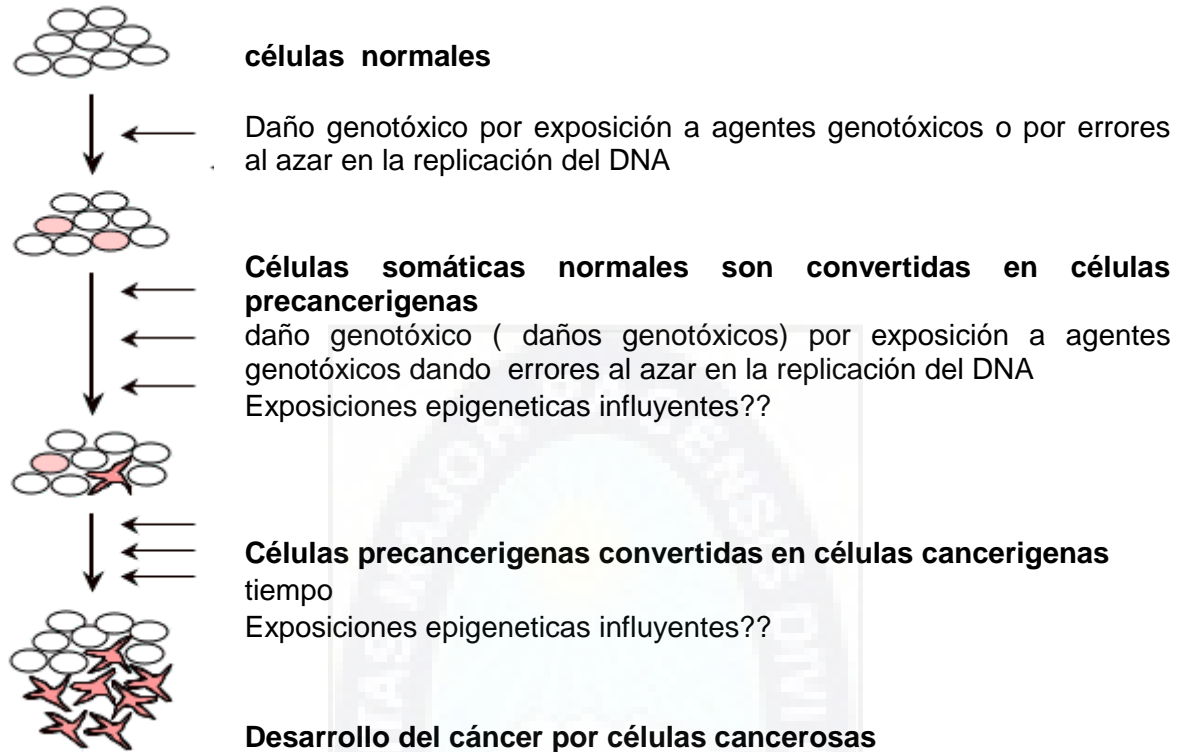 células normales
Daño genotóxico por exposición a agentes genotóxicos o por errores
al azar en la replicación del DNA
Células somáticas normales son convertidas en células
precancerigenas
daño genotóxico ( daños genotóxicos) por exposición a agentes
genotóxicos dando errores al azar en la replicación del DNA
Exposiciones epigeneticas influyentes??
Células precancerigenas convertidas en células cancerigenas
tiempo
Exposiciones epigeneticas influyentes??
Desarrollo del cáncer por células cancerosas